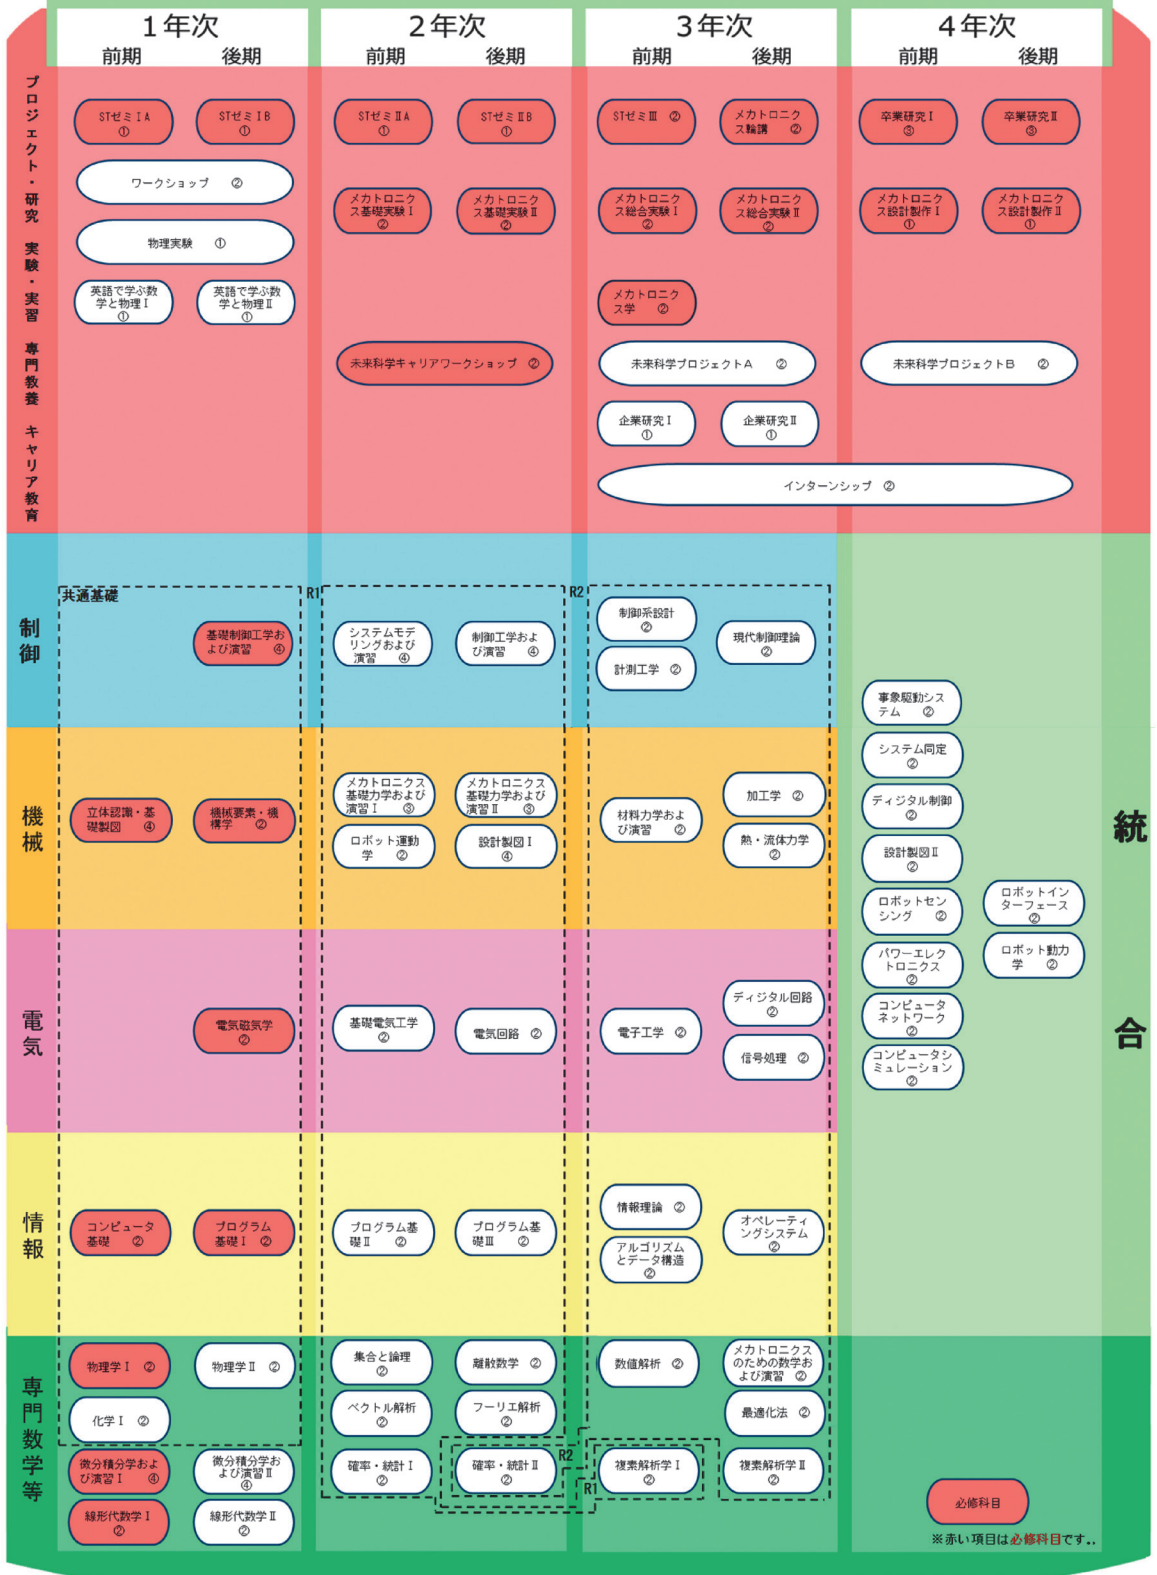 1年次
前期
後期
2年次
前期
後期
3年次
前期
後期
4年次
前期
後期
プロジェクト・研究 実験・実習 専門教養 キャリア教育
STゼミⅠA
①
STゼミⅠB
①
STゼミⅡA
①
STゼミⅡB
①
STゼミⅢ ②
メカトロニク
ス輪講 ②
卒業研究Ⅰ
③
卒業研究Ⅱ
③
ワークショップ ②
メカトロニク
ス基礎実験Ⅰ
②
メカトロニク
ス基礎実験Ⅱ
②
メカトロニク
ス総合実験Ⅰ
②
メカトロニク
ス総合実験Ⅱ
②
メカトロニク
ス設計製作Ⅰ
①
メカトロニク
ス設計製作Ⅱ
①
物理実験 ①
英語で学ぶ数
学と物理Ⅰ
①
英語で学ぶ数
学と物理Ⅱ
①
メカトロニク
ス学 ②
未来科学キャリアワークショップ ②
未来科学プロジェクトA ②
未来科学プロジェクトB ②
企業研究Ⅰ
①
企業研究Ⅱ
①
インターンシップ ②
制御
共通基礎
R1
R2
基礎制御工学お
よび演習 ④
システムモデ
リングおよび
演習 ④
制御工学およ
び演習 ④
制御系設計
②
計測工学 ②
現代制御理論
②
機械
立体認識・基
礎製図 ④
機械要素・機
構学 ②
メカトロニクス
基礎力学および
演習Ⅰ ③
メカトロニクス
基礎力学および
演習Ⅱ ③
ロボット運動
学 ②
設計製図Ⅰ
④
材料力学およ
び演習 ②
加工学 ②
熱・流体力学
②
電気
電気磁気学
②
基礎電気工学
②
電気回路 ②
電子工学 ②
ディジタル回路
②
信号処理 ②
情報
コンピュータ
基礎 ②
プログラム
基礎Ⅰ ②
プログラム基
礎Ⅱ ②
プログラム基
礎Ⅲ ②
情報理論 ②
アルゴリズム
とデータ構造
②
オペレーティ
ングシステム
②
統合
事象駆動シス
テム ②
システム同定
②
ディジタル制御
②
設計製図Ⅱ
②
ロボットセン
シング ②
パワーエレク
トロニクス
②
コンピュータ
ネットワーク
②
コンピュータシ
ミュレーション
②
ロボットイン
ターフェース
②
ロボット動力
学 ②
専門数学等
物理学Ⅰ ②
物理学Ⅱ ②
化学Ⅰ ②
微分積分学およ
び演習Ⅰ ④
微分積分学お
よび演習Ⅱ
④
線形代数学Ⅰ
②
線形代数学Ⅱ
②
集合と論理
②
離散数学 ②
ベクトル解析
②
フーリエ解析
②
確率・統計Ⅰ
②
確率・統計Ⅱ
②
R2
R1
数値解析 ②
メカトロニクス
のための数学お
よび演習 ②
最適化法 ②
複素解析学Ⅰ
②
複素解析学Ⅱ
②
必修科目
※赤い項目は必修科目です..